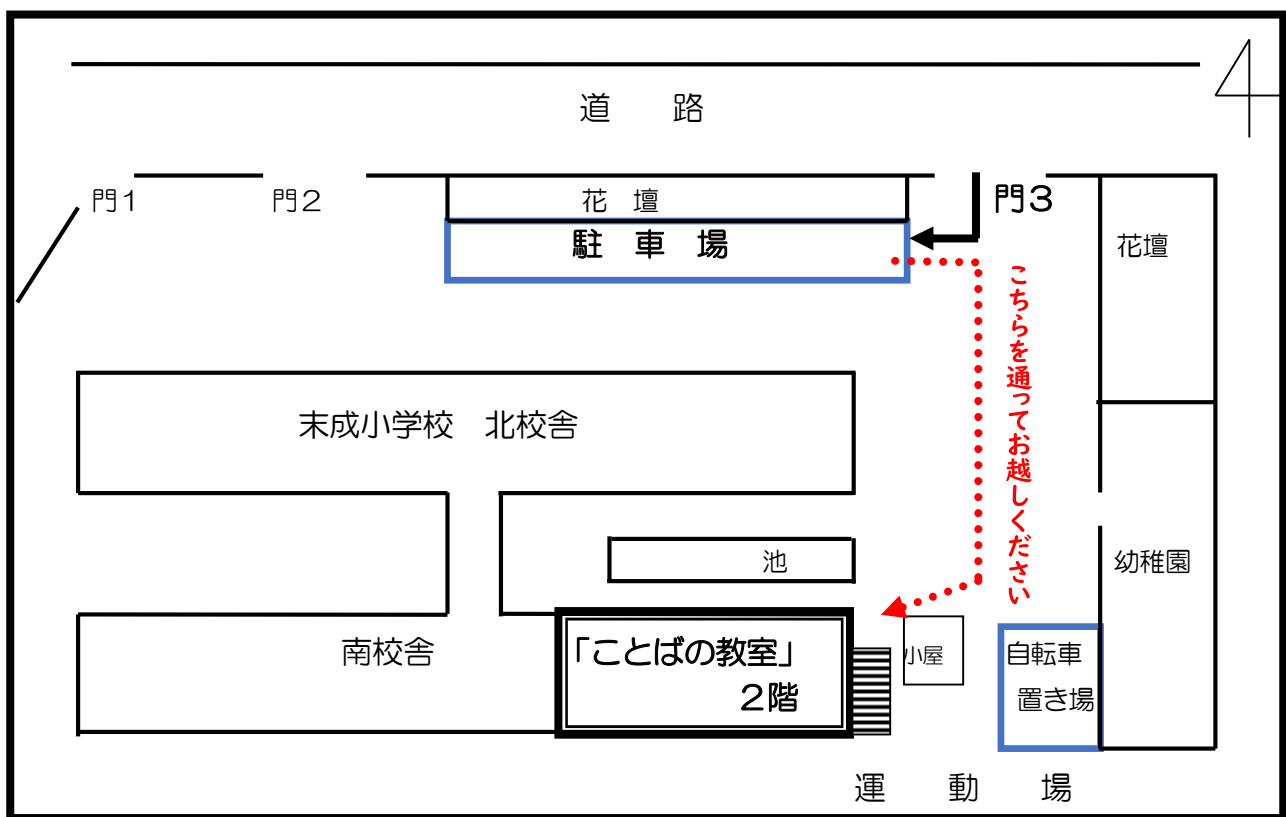 道　路
門１
門２
花　壇
門３
駐　車　場
花壇
こちらを通ってお越しください
末成小学校　北校舎
池
幼稚園
南校舎
「ことばの教室」
２階
小屋
自転車
置き場
運　動　場